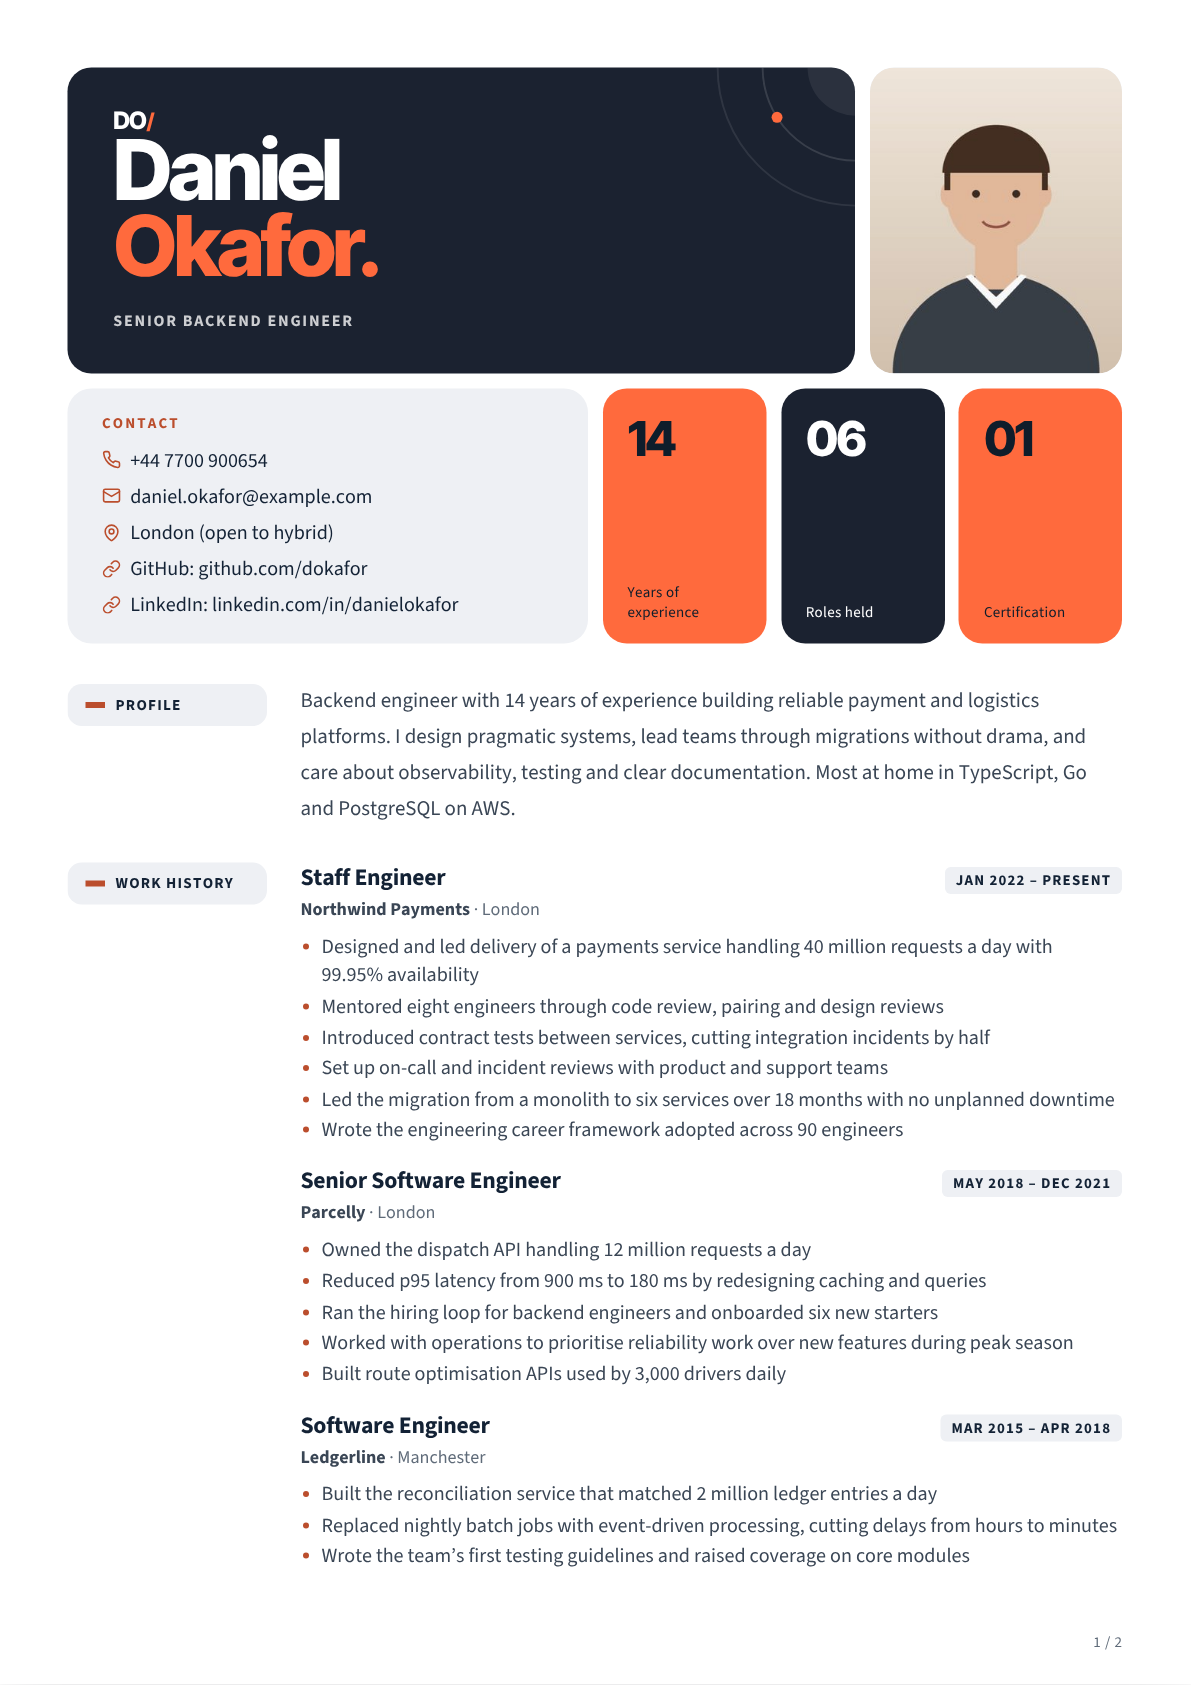 DO/
Daniel
Okafor.
SENIOR BACKEND ENGINEER
CONTACT
+44 7700 900654
daniel.okafor@example.com
London (open to hybrid)
GitHub: github.com/dokafor
LinkedIn: linkedin.com/in/danielokafor
14
Years of
experience
06
Roles held
01
Certification
PROFILE
Backend engineer with 14 years of experience building reliable payment and logistics
platforms. I design pragmatic systems, lead teams through migrations without drama, and
care about observability, testing and clear documentation. Most at home in TypeScript, Go
and PostgreSQL on AWS.
WORK HISTORY
Staff Engineer
JAN 2022 – PRESENT
Northwind Payments · London
• Designed and led delivery of a payments service handling 40 million requests a day with
99.95% availability
• Mentored eight engineers through code review, pairing and design reviews
• Introduced contract tests between services, cutting integration incidents by half
• Set up on-call and incident reviews with product and support teams
• Led the migration from a monolith to six services over 18 months with no unplanned downtime
• Wrote the engineering career framework adopted across 90 engineers
Senior Software Engineer
MAY 2018 – DEC 2021
Parcelly · London
• Owned the dispatch API handling 12 million requests a day
• Reduced p95 latency from 900 ms to 180 ms by redesigning caching and queries
• Ran the hiring loop for backend engineers and onboarded six new starters
• Worked with operations to prioritise reliability work over new features during peak season
• Built route optimisation APIs used by 3,000 drivers daily
Software Engineer
MAR 2015 – APR 2018
Ledgerline · Manchester
• Built the reconciliation service that matched 2 million ledger entries a day
• Replaced nightly batch jobs with event-driven processing, cutting delays from hours to minutes
• Wrote the team’s first testing guidelines and raised coverage on core modules
1 / 2